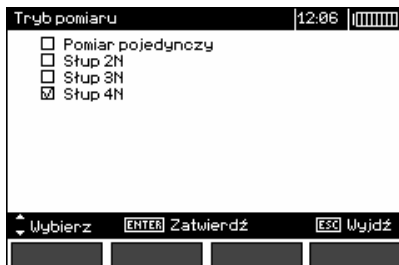 Tryb pomiaru 12:06
Pomiar pojedynczy
Słup 2N
Słup 3N
Słup 4N
Wybierz ENTER Zatwierdź ESC Wyjdź